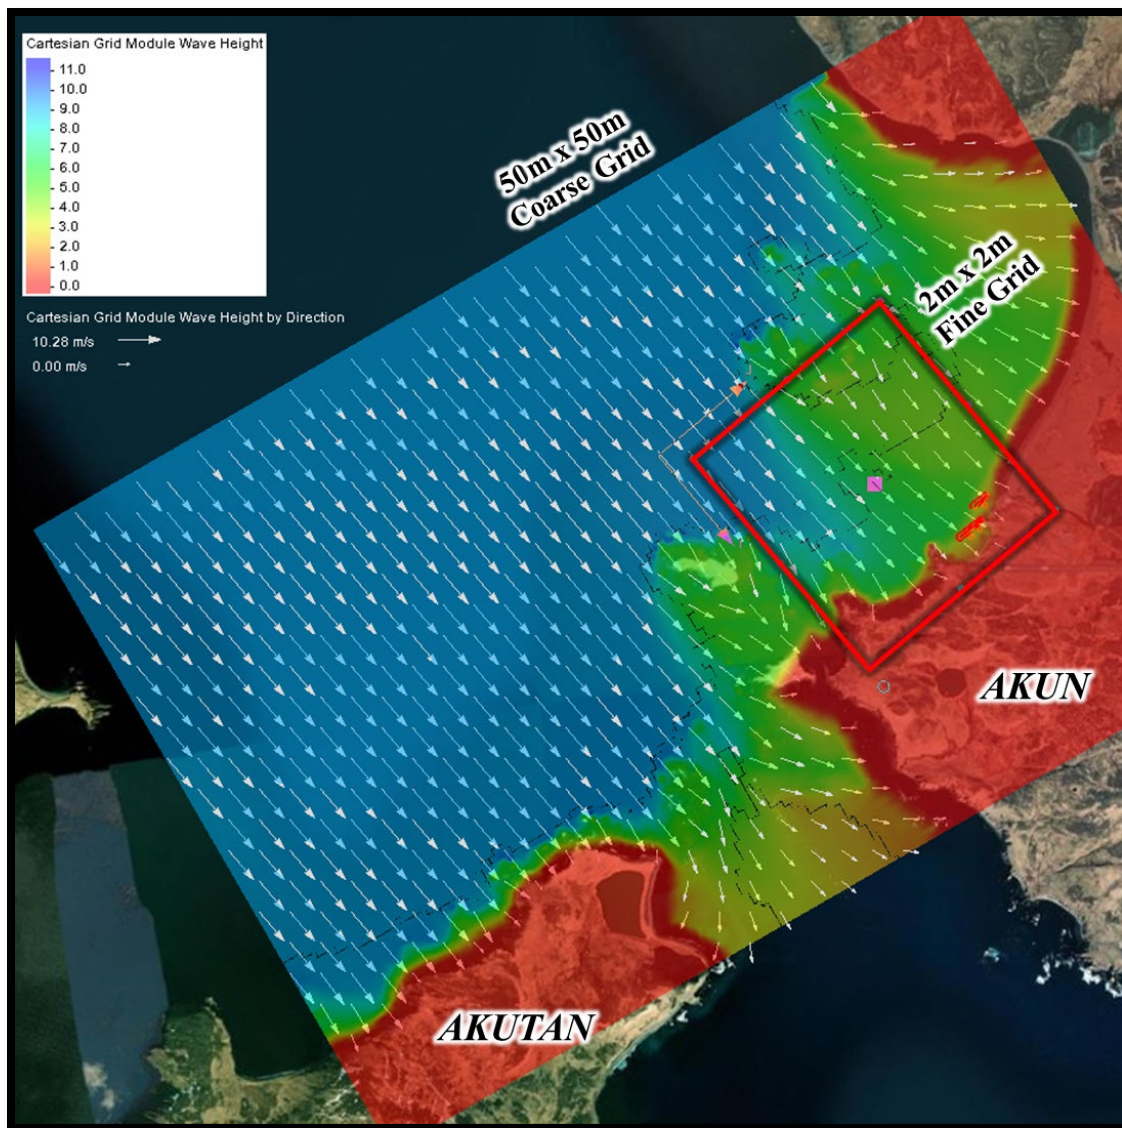 Cartesian Grid Module Wave Height
11.0
10.0
9.0
8.0
7.0
6.0
5.0
4.0
3.0
2.0
1.0
0.0
Cartesian Grid Module Wave Height by Direction
10.28 m/s
0.00 m/s
50m x 50m
Coarse Grid
2m x 2m
Fine Grid
AKUN
AKUTAN